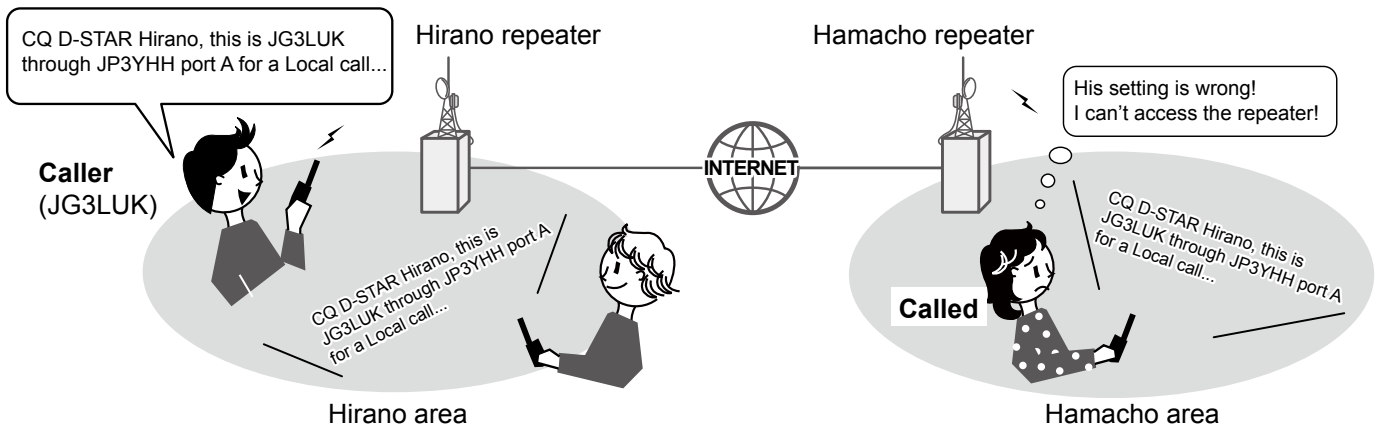 CQ D-STAR Hirano, this is JG3LUK
through JP3YHH port A for a Local call...
Hirano repeater
Hamacho repeater
His setting is wrong!
I can't access the repeater!
Caller
(JG3LUK)
INTERNET
CQ D-STAR Hirano, this is
JG3LUK through JP3YHH port A
for a Local call...
Called
CQ D-STAR Hirano, this is
JG3LUK through JP3YHH port A
for a Local call...
Hirano area
Hamacho area